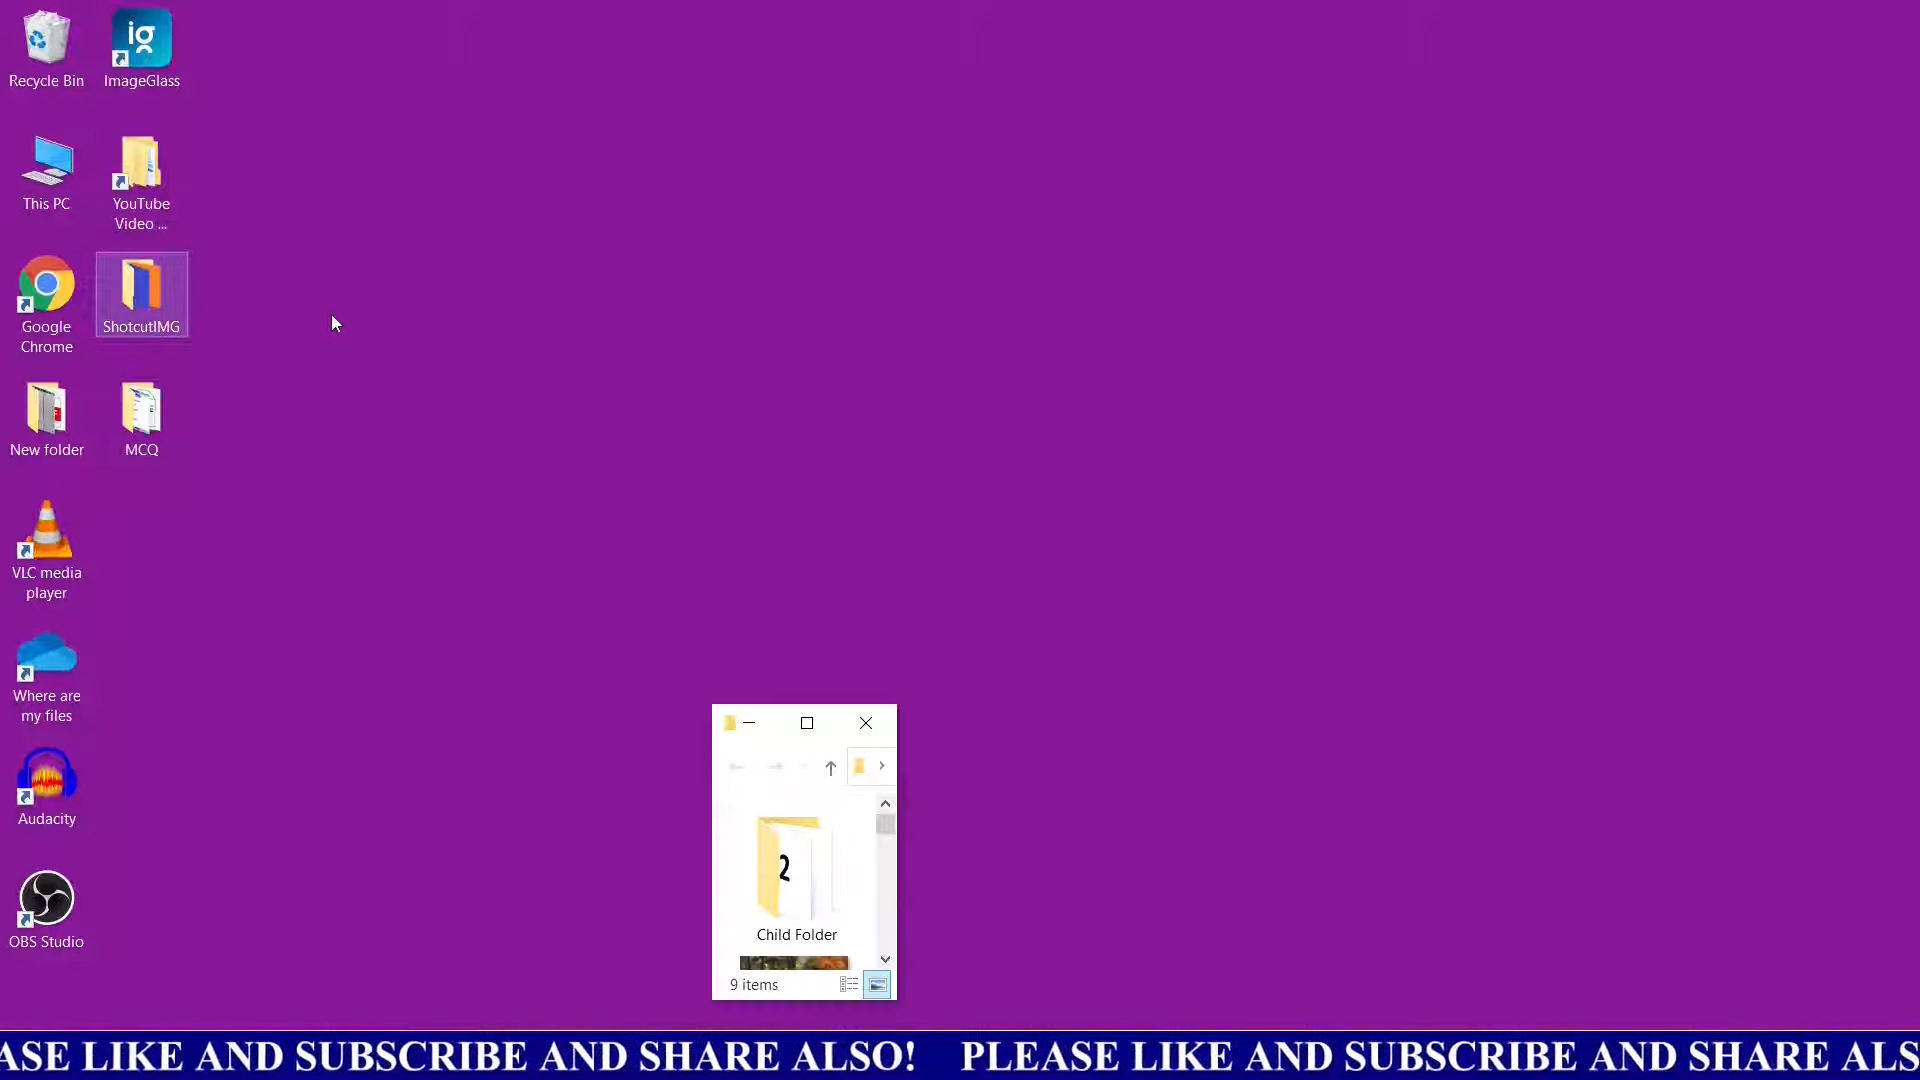 Recycle Bin
ig
ImageGlass
This PC
YouTube
Video ...
Google
Chrome
ShotcutIMG
New folder
MCQ
VLC media
player
Where are
my files
Audacity
OBS Studio
2
Child Folder
9 items
ASE LIKE AND SUBSCRIBE AND SHARE ALSO! PLEASE LIKE AND SUBSCRIBE AND SHARE ALS